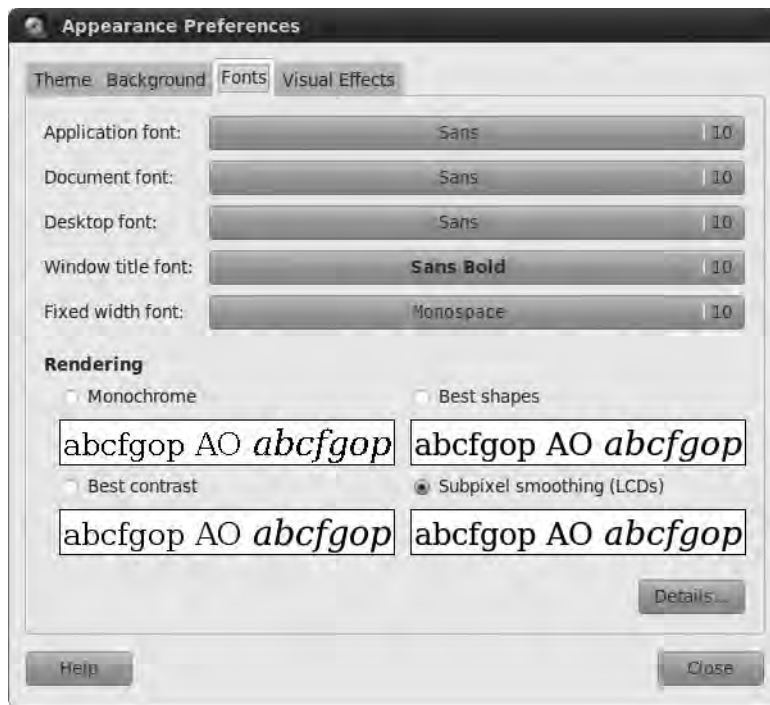 Appearance Preferences
Theme Background Fonts Visual Effects
Application font: Sans 10
Document font: Sans 10
Desktop font: Sans 10
Window title font: Sans Bold 10
Fixed width font: Monospace 10
Rendering
Monochrome Best shapes
abcfgop AO abcfgop abcfgop AO abcfgop
Best contrast Subpixel smoothing (LCDs)
abcfgop AO abcfgop abcfgop AO abcfgop
Details...
Help Close